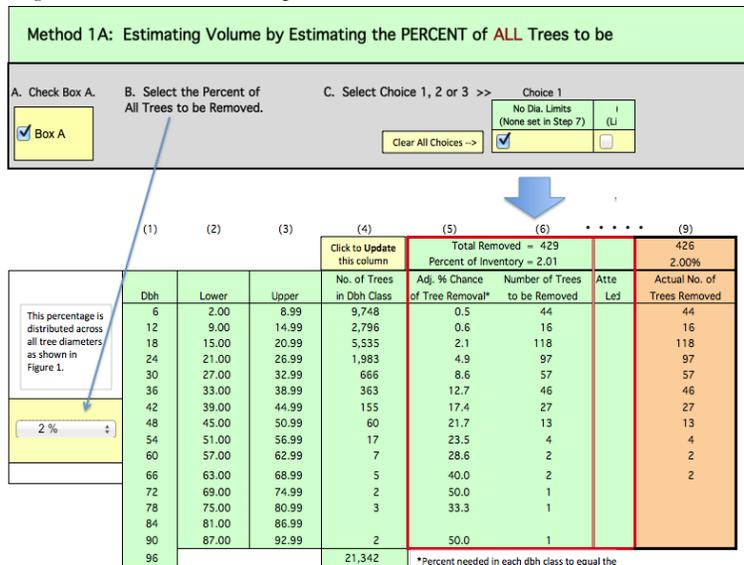 Method 1A: Estimating Volume by Estimating the PERCENT of ALL Trees to be
A. Check Box A.
Box A
B. Select the Percent of
All Trees to be Removed.
C. Select Choice 1, 2 or 3 >>
Clear All Choices -->
Choice 1
No Dia. Limits
(None set in Step 7)
(Li
(1) (2) (3) (4) (5) (6) • • • • • (9)
Click to Update
this column
Total Removed = 429
Percent of Inventory = 2.01
426
2.00%
Dbh Lower Upper
No. of Trees
in Dbh Class
Adj. % Chance
of Tree Removal*
Number of Trees
to be Removed
Atte
Led
Actual No. of
Trees Removed
This percentage is
distributed across
all tree diameters
as shown in
Figure 1.
2 %
6 2.00 8.99 9,748 0.5 44 44
12 9.00 14.99 2,796 0.6 16 16
18 15.00 20.99 5,535 2.1 118 118
24 21.00 26.99 1,983 4.9 97 97
30 27.00 32.99 666 8.6 57 57
36 33.00 38.99 363 12.7 46 46
42 39.00 44.99 155 17.4 27 27
48 45.00 50.99 60 21.7 13 13
54 51.00 56.99 17 23.5 4 4
60 57.00 62.99 7 28.6 2 2
66 63.00 68.99 5 40.0 2 2
72 69.00 74.99 2 50.0 1
78 75.00 80.99 3 33.3 1
84 81.00 86.99
90 87.00 92.99 2 50.0 1
96 21,342
*Percent needed in each dbh class to equal the